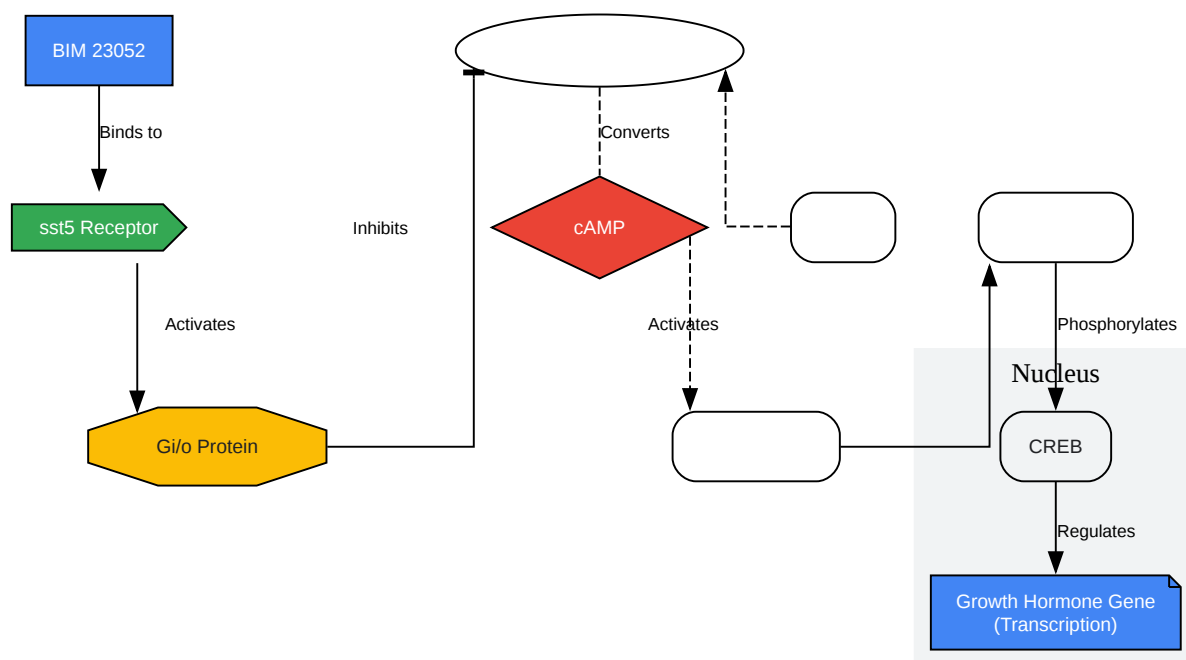 BIM 23052
Binds to
Converts
sst5 Receptor
Inhibits
cAMP
Activates
Activates
Phosphorylates
Nucleus
Gi/o Protein
CREB
Regulates
Growth Hormone Gene
(Transcription)